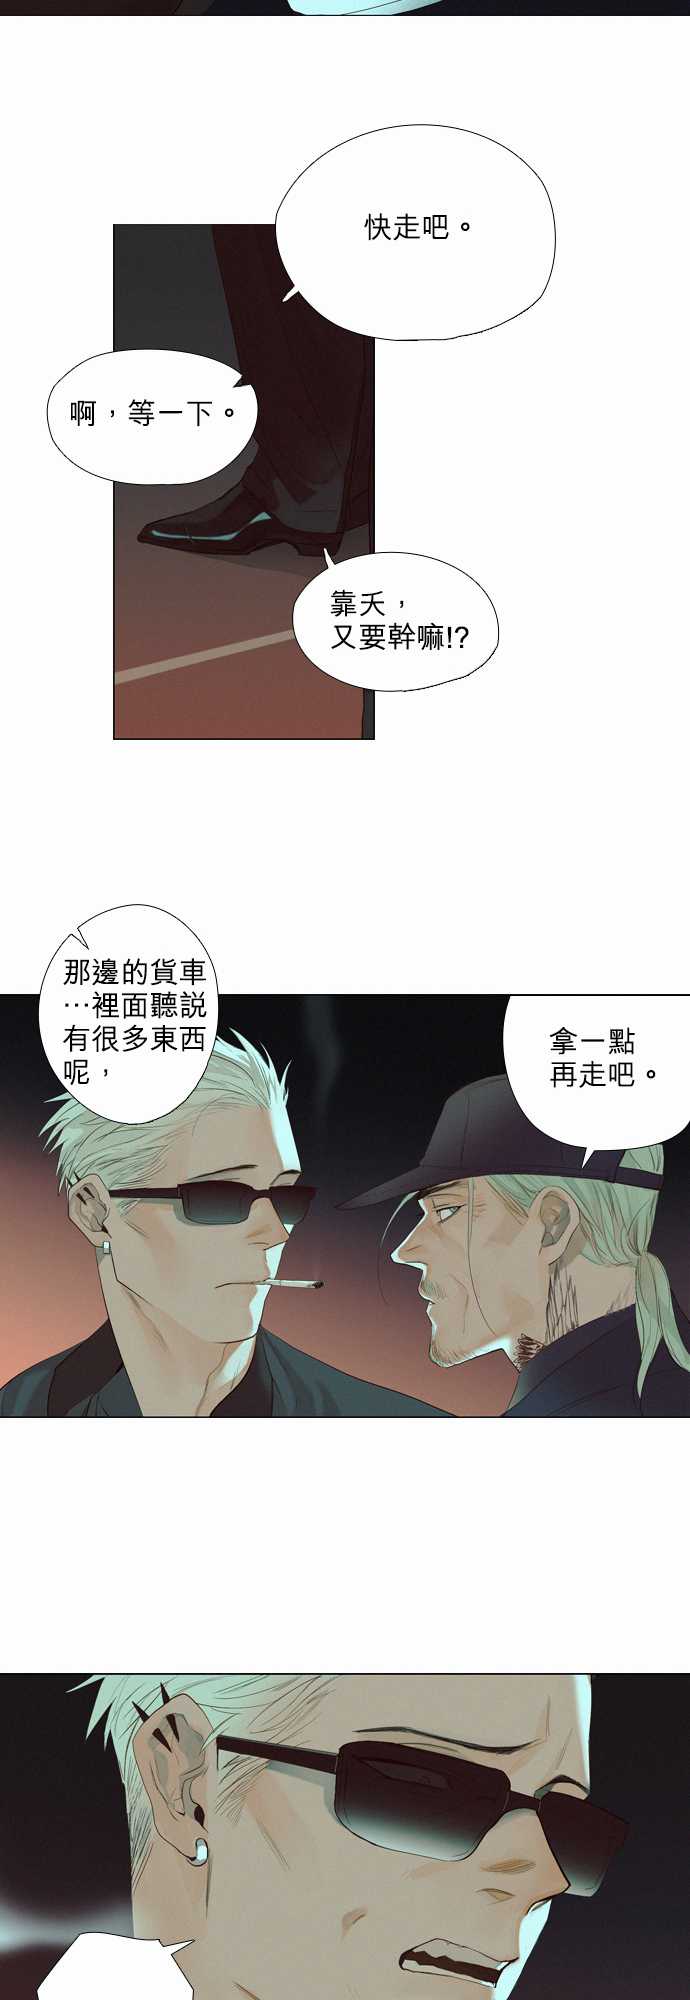 快走吧。
啊，等一下。
靠夭，
又要幹嘛!?
那邊的貨車
…裡面聽説
有很多東西
呢，
拿一點
再走吧。